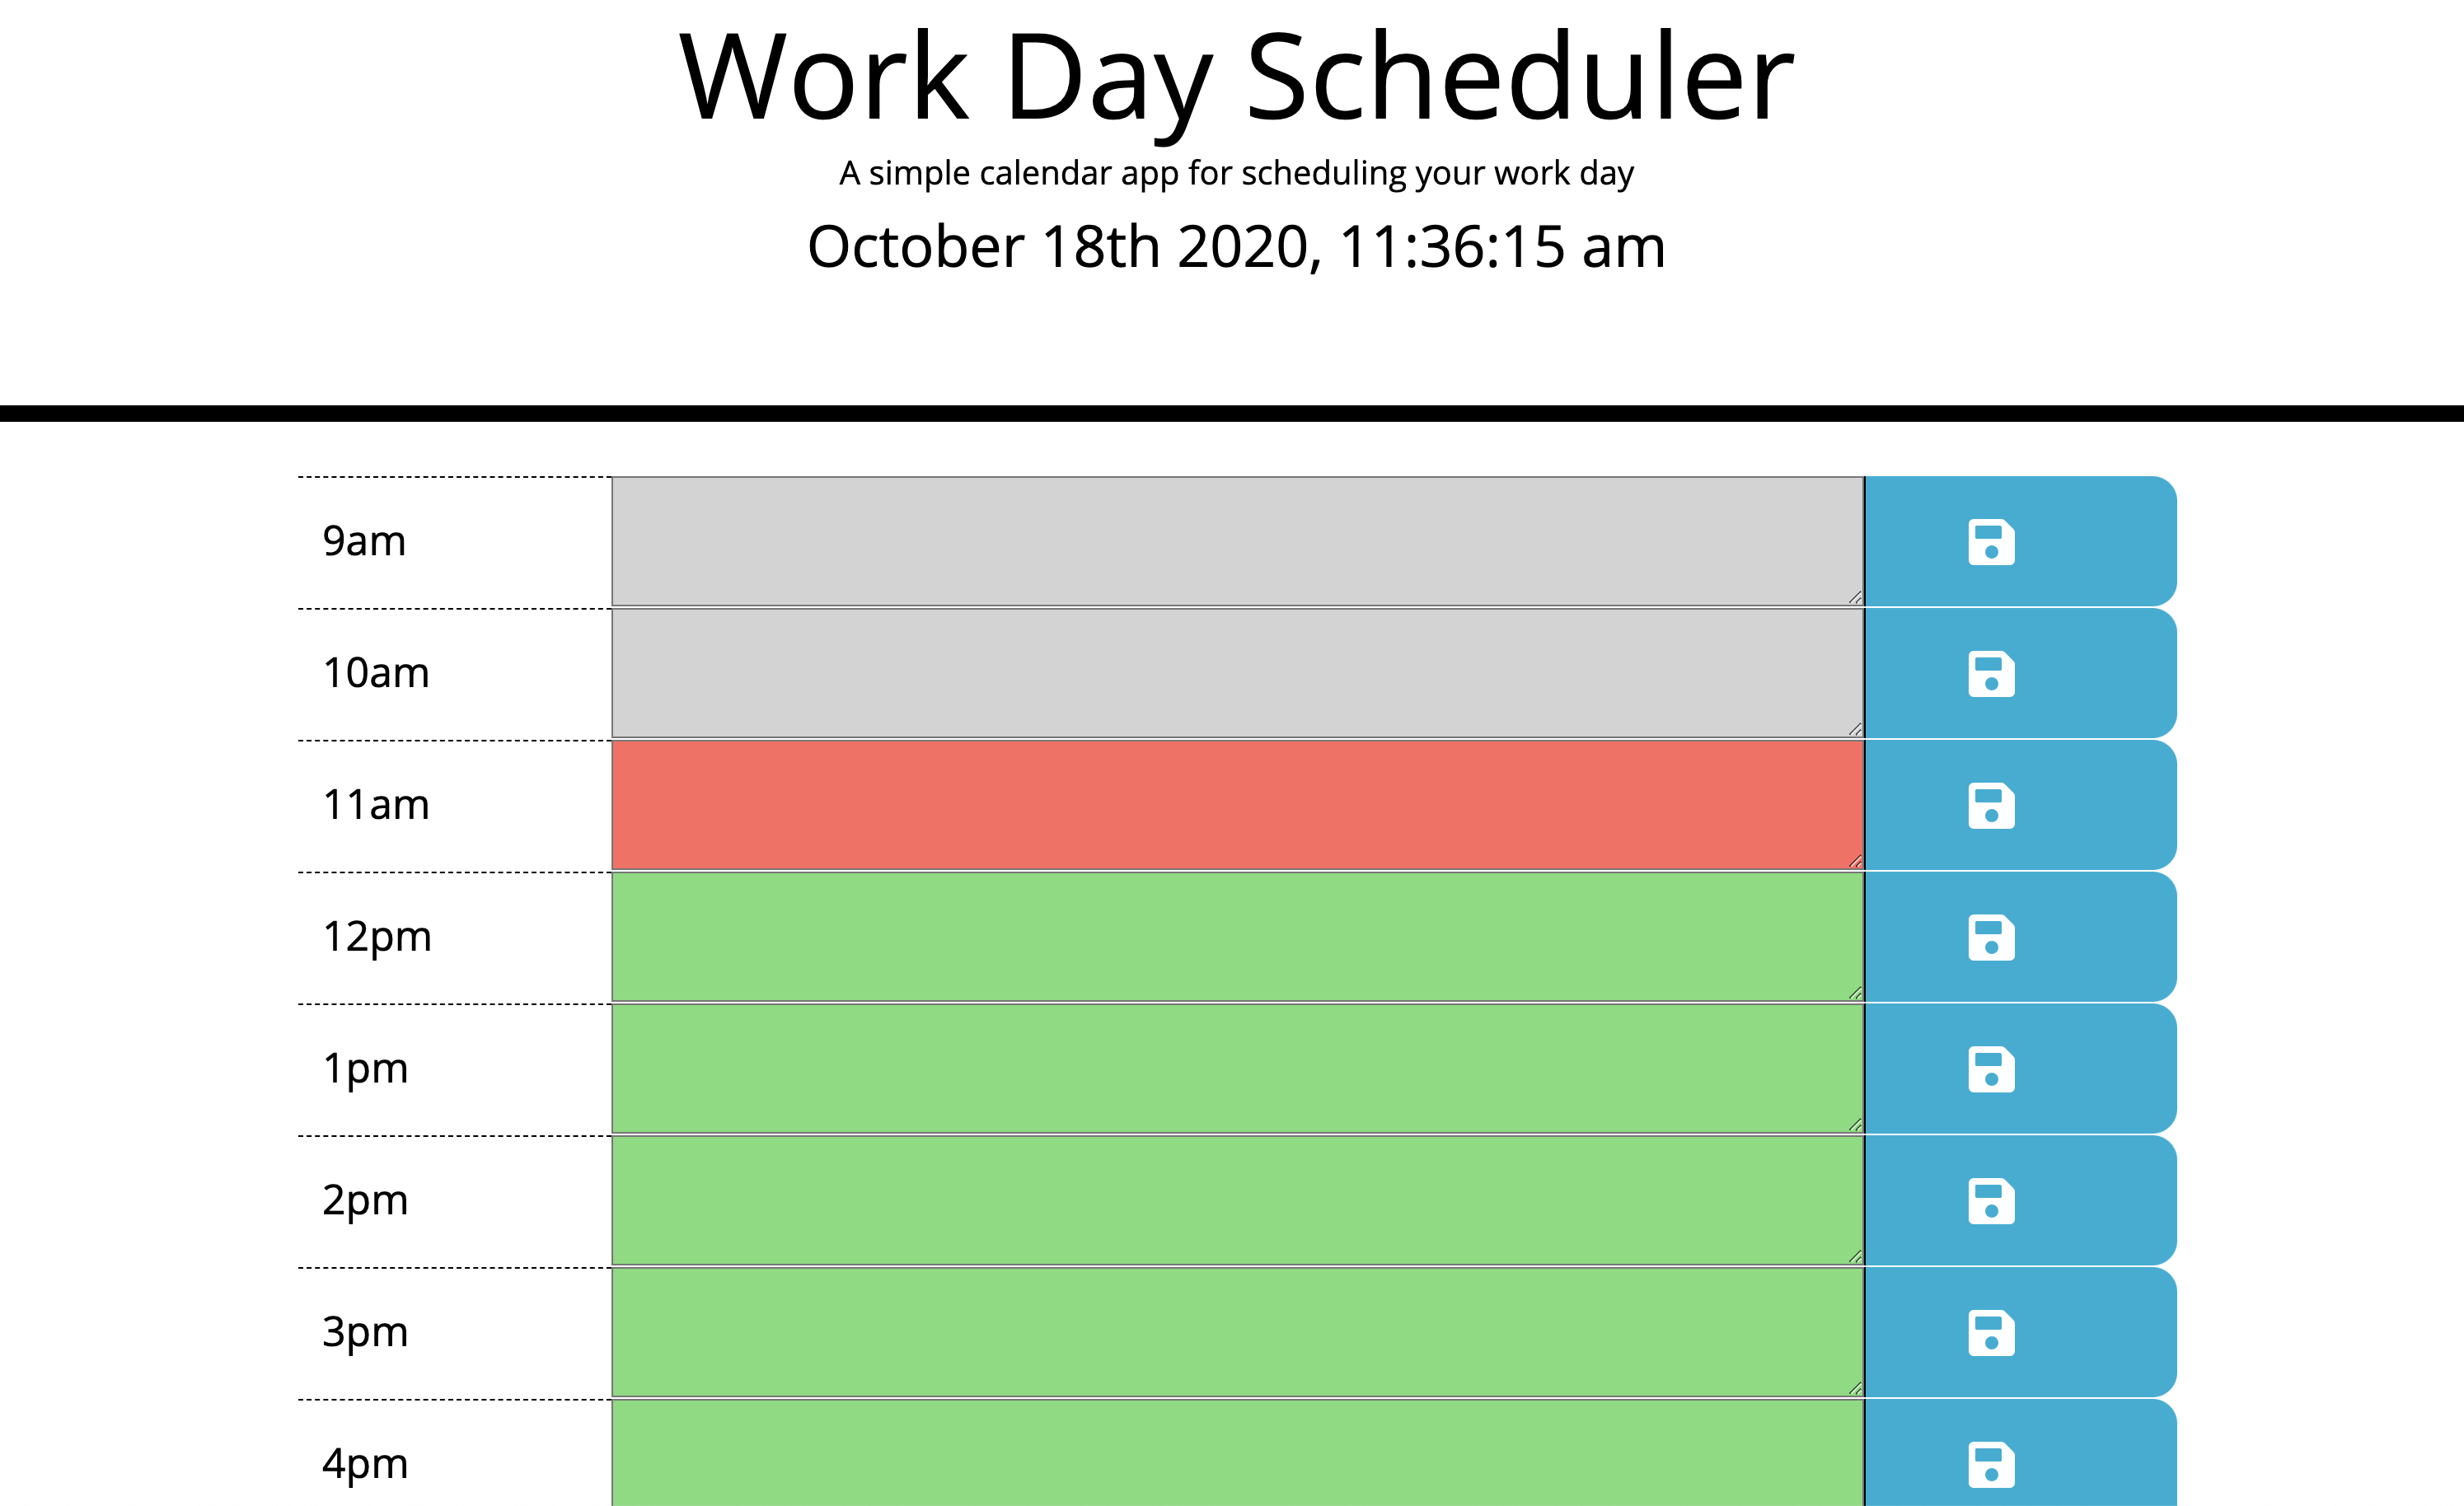 Work Day Scheduler
A simple calendar app for scheduling your work day
October 18th 2020, 11:36:15 am
9am
10am
11am
12pm
1pm
2pm
3pm
4pm